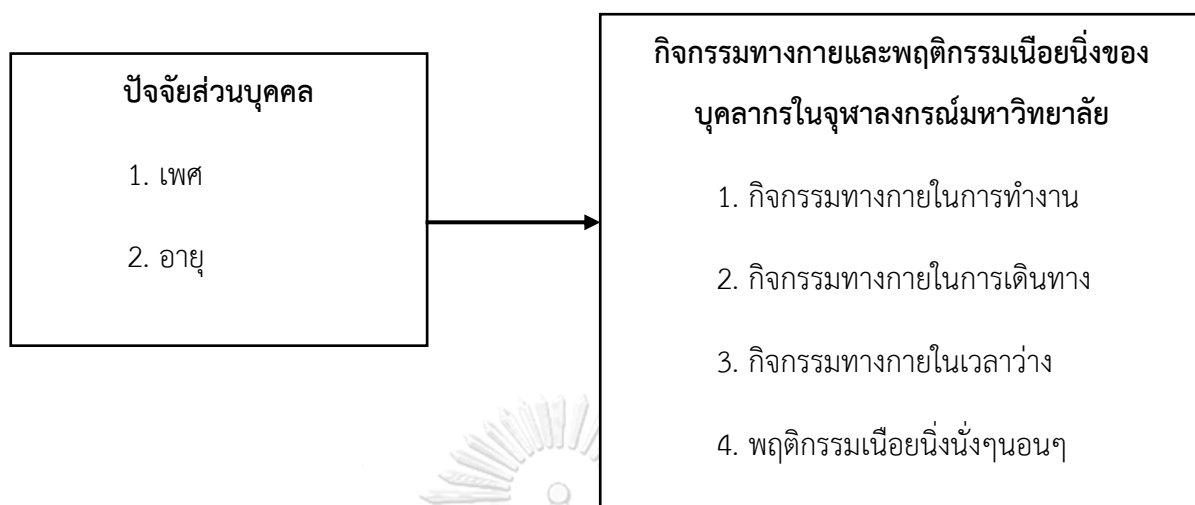 ปัจจัยส่วนบุคคล
1. เพศ
2. อายุ
กิจกรรมทางกายและพฤติกรรมเนือยนิ่งของ
บุคลากรในจุฬาลงกรณ์มหาวิทยาลัย
1. กิจกรรมทางกายในการทำงาน
2. กิจกรรมทางกายในการเดินทาง
3. กิจกรรมทางกายในเวลาว่าง
4. พฤติกรรมเนือยนิ่งนั่งๆนอนๆ